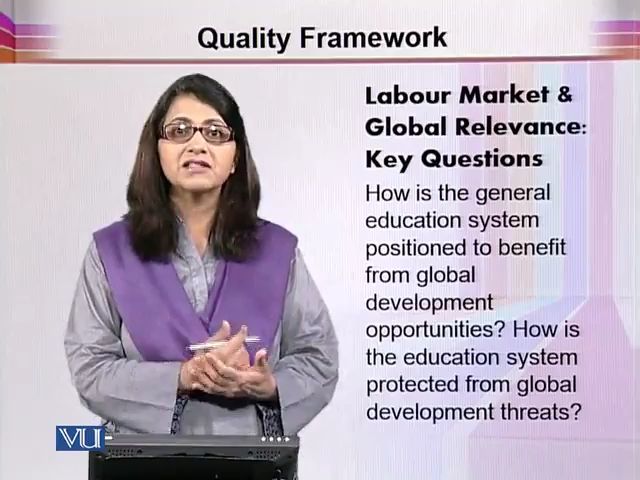 Quality Framework
Labour Market &
Global Relevance:
Key Questions
How is the general
education system
positioned to benefit
from global
development
opportunities? How is
the education system
protected from global
development threats?
VU